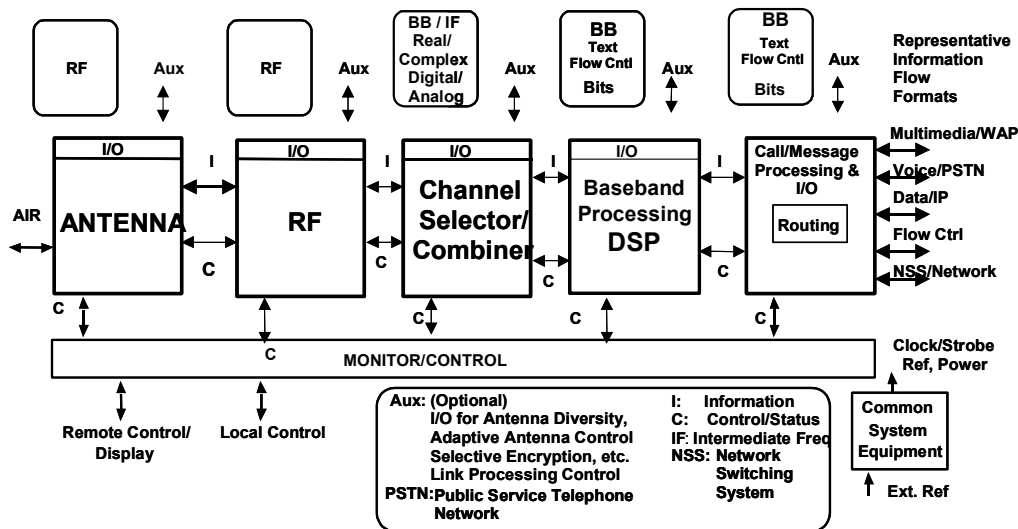 RF
Aux
RF
Aux
BB / IF
Real/
Complex
Digital/
Analog
Aux
BB
Text
Flow Cntl
Bits
Aux
BB
Text
Flow Cntl
Bits
Aux
Representative
Information
Flow
Formats
I/O
ANTENNA
AIR
I
C
C
I/O
RF
I
C
C
I/O
Channel
Selector/
Combiner
I
C
C
I/O
Baseband
Processing
DSP
I
C
C
Call/Message
Processing &
I/O
Routing
C
Multimedia/WAP
Voice/PSTN
Data/IP
Flow Ctrl
NSS/Network
MONITOR/CONTROL
Remote Control/
Display
Local Control
Clock/Strobe
Ref, Power
Common
System
Equipment
Ext. Ref
Aux: (Optional)
I/O for Antenna Diversity,
Adaptive Antenna Control
Selective Encryption, etc.
Link Processing Control
PSTN: Public Service Telephone
Network
I: Information
C: Control/Status
IF: Intermediate Freq
NSS: Network
Switching
System